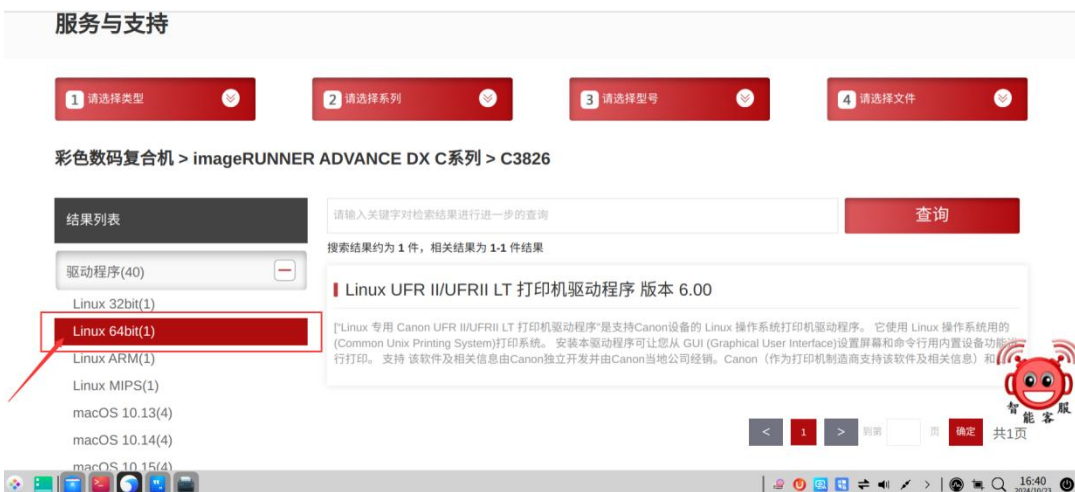 服务与支持
1 请选择类型
2 请选择系列
3 请选择型号
4 请选择文件
彩色数码复合机 > imageRUNNER ADVANCE DX C系列 > C3826
结果列表
请输入关键字对检索结果进行进一步的查询
查询
搜索结果约为 1 件，相关结果为 1-1 件结果
驱动程序(40)
Linux 32bit(1)
Linux 64bit(1)
Linux ARM(1)
Linux MIPS(1)
macOS 10.13(4)
macOS 10.14(4)
macOS 10.15(4)
Linux UFR II/UFRII LT 打印机驱动程序 版本 6.00
["Linux 专用 Canon UFR II/UFRII LT 打印机驱动程序"是支持Canon设备的 Linux 操作系统打印机驱动程序。 它使用 Linux 操作系统用的
(Common Unix Printing System)打印系统。 安装本驱动程序可让您从 GUI (Graphical User Interface)设置屏幕和命令行用内置设备功能进
行打印。 支持 该软件及相关信息由Canon独立开发并由Canon当地公司经销。Canon（作为打印机制造商支持该软件及相关信息）和
智能客服
< 1 > 到第 页 确定 共1页
16:40
2024/10/23